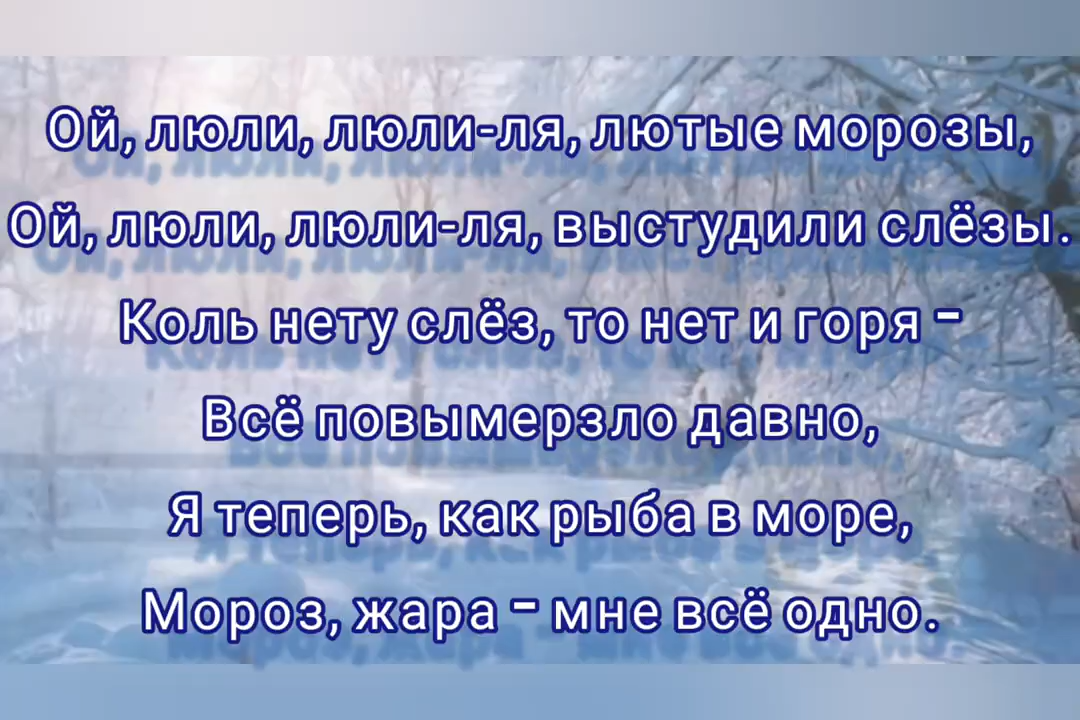 Ой, люли, люли-ля, лютые морозы,
Ой, люли, люли-ля, выстудили слёзы.
Коль нету слёз, то нет и горя –
Всё повымерзло давно,
Я теперь, как рыба в море,
Мороз, жара – мне всё одно.